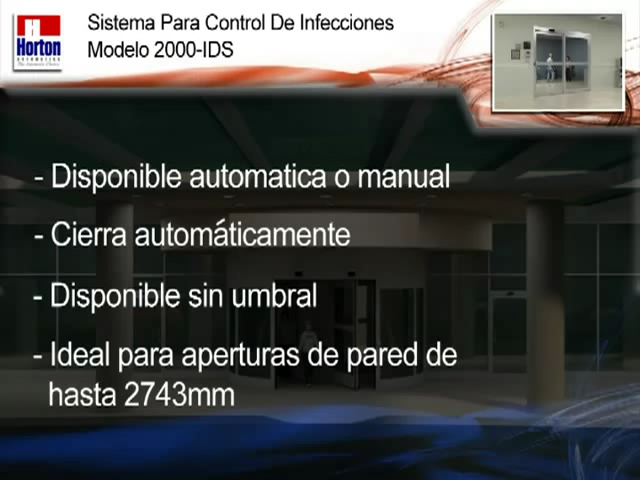 Horton
AUTOMATICS
Sistema Para Control De Infecciones
Modelo 2000-IDS
- Disponible automatica o manual
- Cierra automáticamente
- Disponible sin umbral
- Ideal para aperturas de pared de
hasta 2743mm